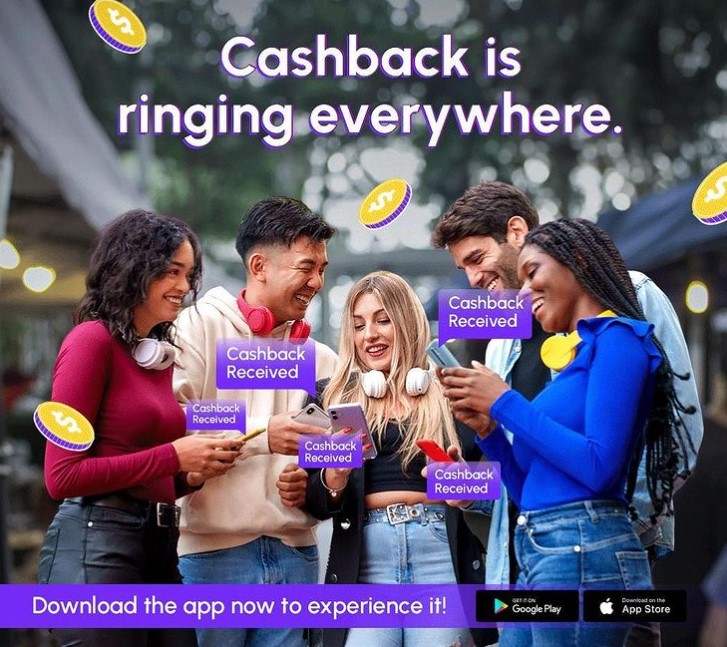 Cashback is
ringing everywhere.
Cashback
Received
Cashback
Received
Cashback
Received
Cashback
Received
Cashback
Received
Download the app now to experience it!
GET IT ON
Google Play
Download on the
App Store